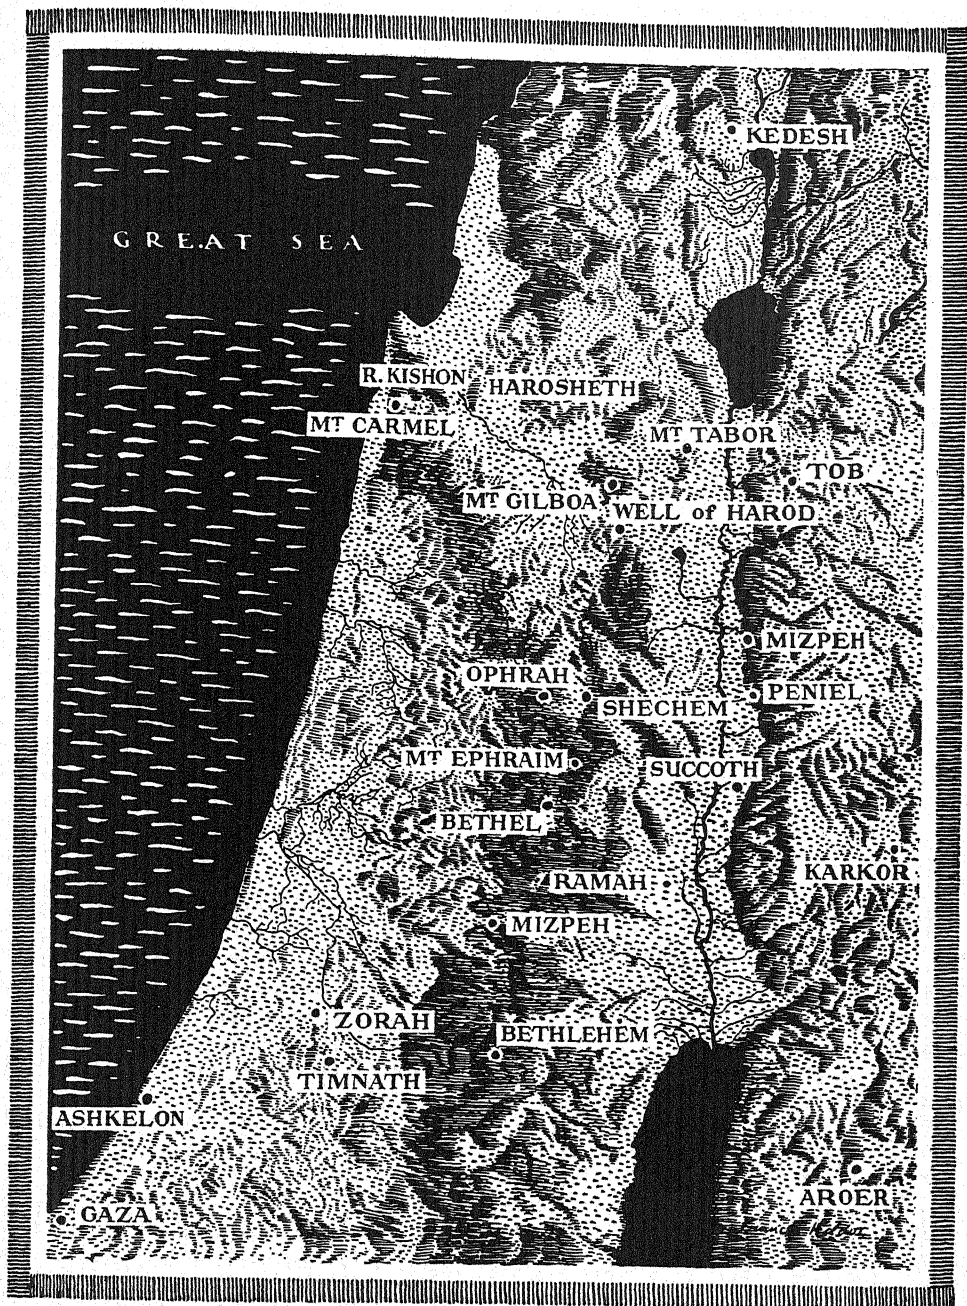 KEDESH
GREAT SEA
R. KISHON
HAROSHETH
MT CARMEL
MT TABOR
TOB
MT GILBOA
WELL of HAROD
MIZPEH
OPHRAH
PENIEL
SHECHEM
MT EPHRAIM
SUCCOTH
BETHEL
KARKOR
RAMAH
MIZPEH
ZORAH
BETHLEHEM
TIMNATH
ASHKELON
AROER
GAZA